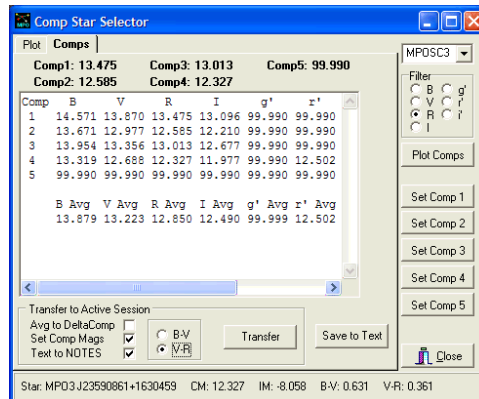 MPO Comp Star Selector
Plot Comps
Comp1: 13.475 Comp3: 13.013 Comp5: 99.990
Comp2: 12.585 Comp4: 12.327
Comp B V R I g' r'
1 14.571 13.870 13.475 13.096 99.990 99.990
2 13.671 12.977 12.585 12.210 99.990 99.990
3 13.954 13.356 13.013 12.677 99.990 99.990
4 13.319 12.688 12.327 11.977 99.990 12.502
5 99.990 99.990 99.990 99.990 99.990 99.990
B Avg V Avg R Avg I Avg g' Avg r' Avg
13.879 13.223 12.850 12.490 99.999 12.502
MPOSC3
Filter
B g'
V r'
R i'
I
Plot Comps
Set Comp 1
Set Comp 2
Set Comp 3
Set Comp 4
Set Comp 5
Close
Transfer to Active Session
Avg to DeltaComp
Set Comp Mags
Text to NOTES
B-V
V-R
Transfer
Save to Text
Star: MPO3 J23590861+1630459 CM: 12.327 IM: -8.058 B-V: 0.631 V-R: 0.361